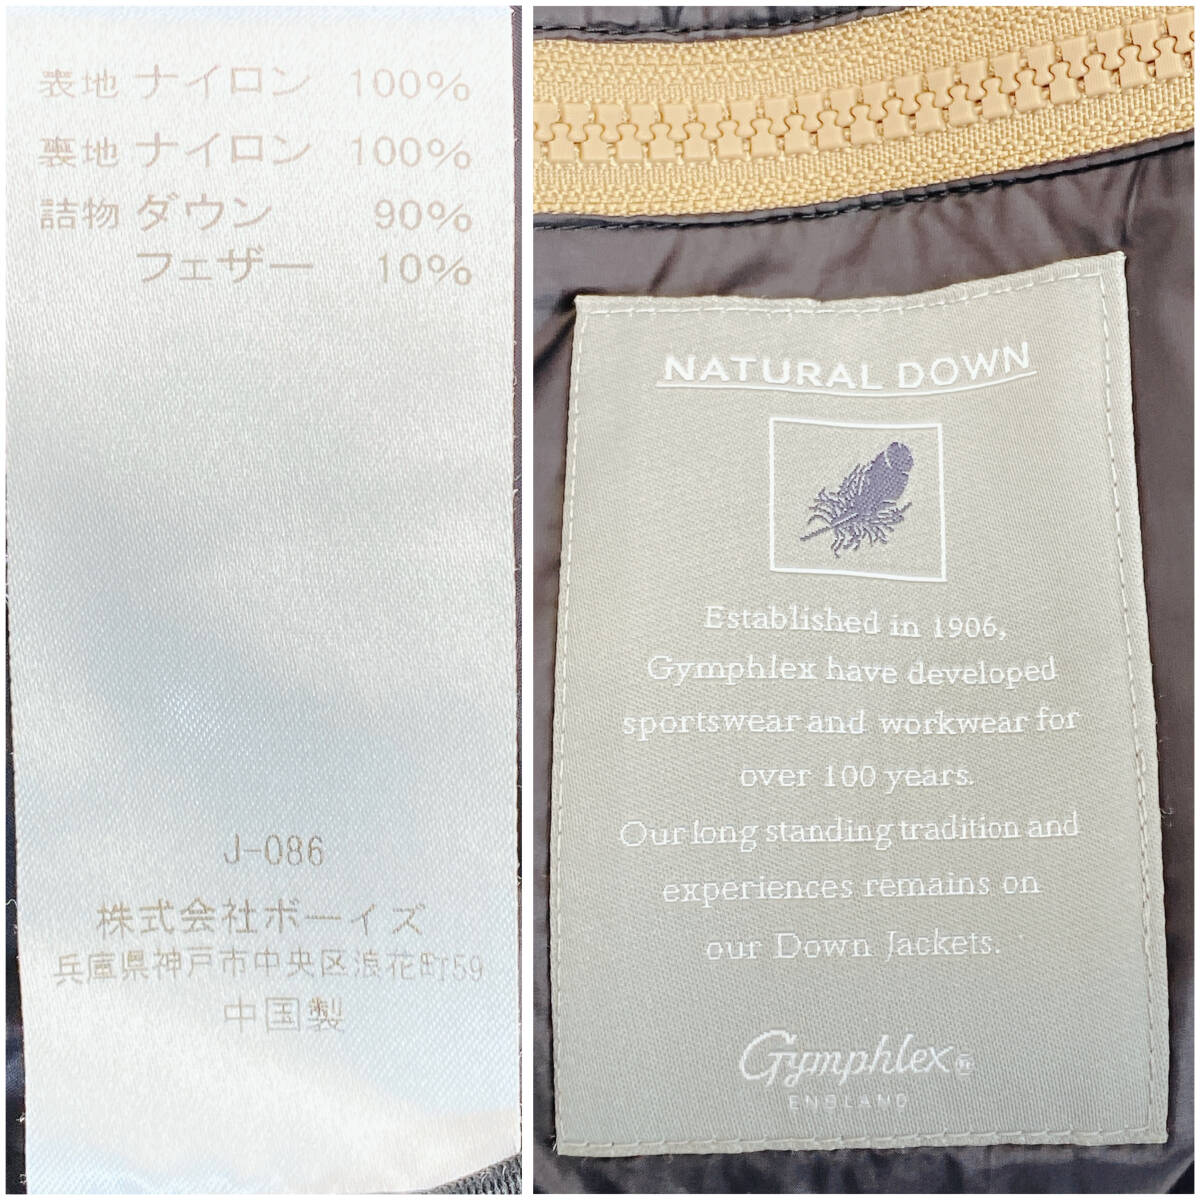 表地 ナイロン 100%
裏地 ナイロン 100%
詰物 ダウン 90%
フェザー 10%
J-086
株式会社ボーイズ
兵庫県神戸市中央区浪花町59
中国製
NATURAL DOWN
Established in 1906,
Gymphlex have developed
sportswear and workwear for
over 100 years.
Our long standing tradition and
experiences remains on
our Down Jackets.
Gymphlex
ENGLAND